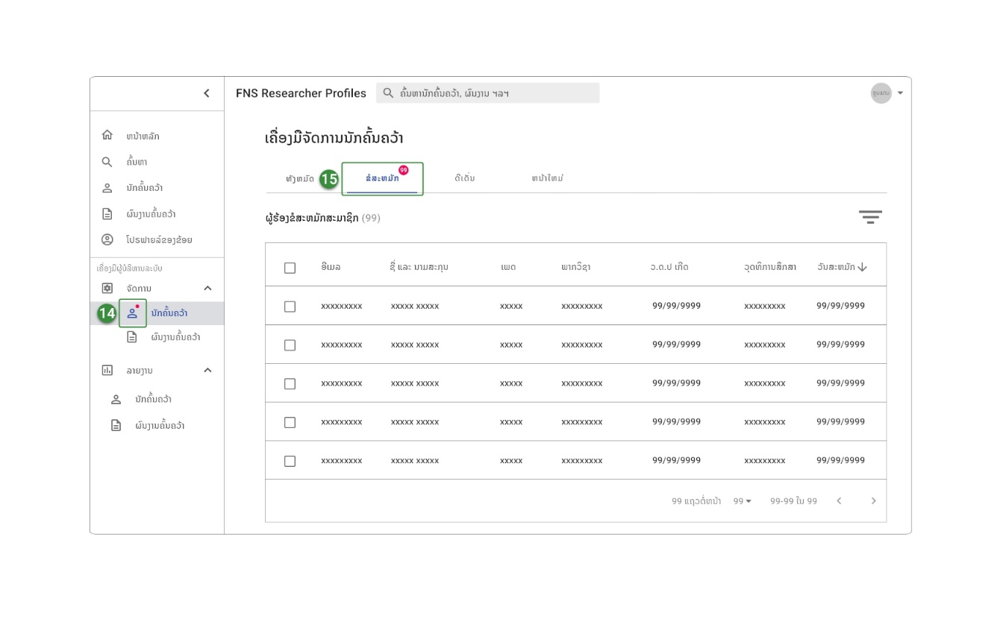 FNS Researcher Profiles
ຄົ້ນຫານັກຄົ້ນຄວ້າ, ຜົນງານ ຯລຯ
ຮູບພາບ
ໜ້າຫລັກ
ຄົ້ນຫາ
ນັກຄົ້ນຄວ້າ
ຜົນງານຄົ້ນຄວ້າ
ໂປຣຟາຍລ໌ຂອງຂ້ອຍ
ເຄື່ອງມືຜູ້ບໍລິຫານລະບົບ
ຈັດການ
14
ນັກຄົ້ນຄວ້າ
ຜົນງານຄົ້ນຄວ້າ
ລາຍງານ
ນັກຄົ້ນຄວ້າ
ຜົນງານຄົ້ນຄວ້າ
ເຄື່ອງມືຈັດການນັກຄົ້ນຄວ້າ
ທັງຫມົດ 15 ຂໍສະຫມັກ 99 ດີເດັ່ນ ຫນ້າໃຫມ່
ຜູ້ຮ້ອງຂໍສະຫມັກສະມາຊິກ (99)
ອີເມລ ຊື່ ແລະ ນາມສະກຸນ ເພດ ພາກວິຊາ ວ.ດ.ປ ເກີດ ວຸດທິການສຶກສາ ວັນສະຫມັກ
xxxxxxxxx xxxxx xxxxx xxxxx xxxxxxxxx 99/99/9999 xxxxxxxxx 99/99/9999
xxxxxxxxx xxxxx xxxxx xxxxx xxxxxxxxx 99/99/9999 xxxxxxxxx 99/99/9999
xxxxxxxxx xxxxx xxxxx xxxxx xxxxxxxxx 99/99/9999 xxxxxxxxx 99/99/9999
xxxxxxxxx xxxxx xxxxx xxxxx xxxxxxxxx 99/99/9999 xxxxxxxxx 99/99/9999
xxxxxxxxx xxxxx xxxxx xxxxx xxxxxxxxx 99/99/9999 xxxxxxxxx 99/99/9999
99 ແຖວຕໍ່ຫນ້າ 99 99-99 ໃນ 99